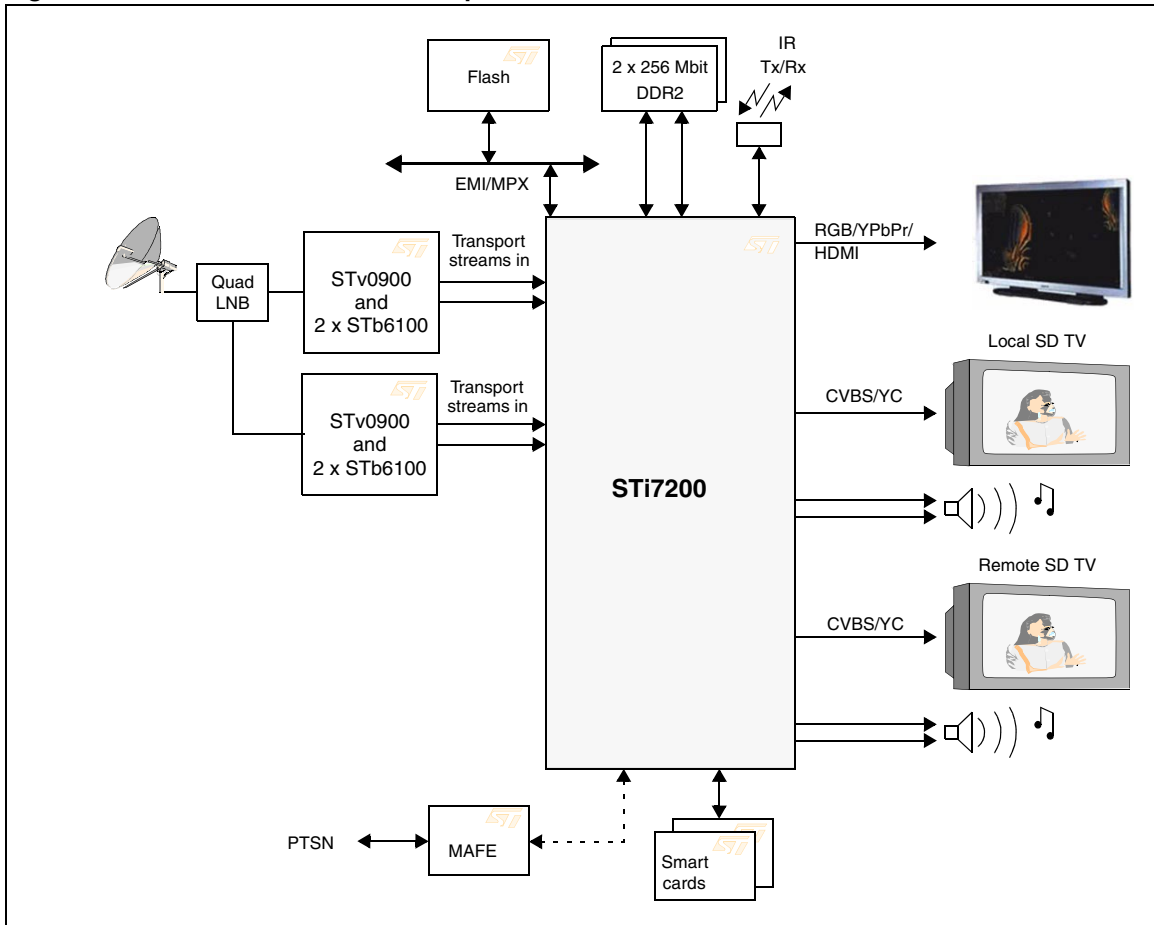 Flash
2 x 256 Mbit
DDR2
IR
Tx/Rx
EMI/MPX
RGB/YPbPr/
HDMI
Quad
LNB
STv0900
and
2 x STb6100
Transport
streams in
Local SD TV
STv0900
and
2 x STb6100
Transport
streams in
CVBS/YC
STi7200
Remote SD TV
CVBS/YC
PTSN
MAFE
Smart
cards